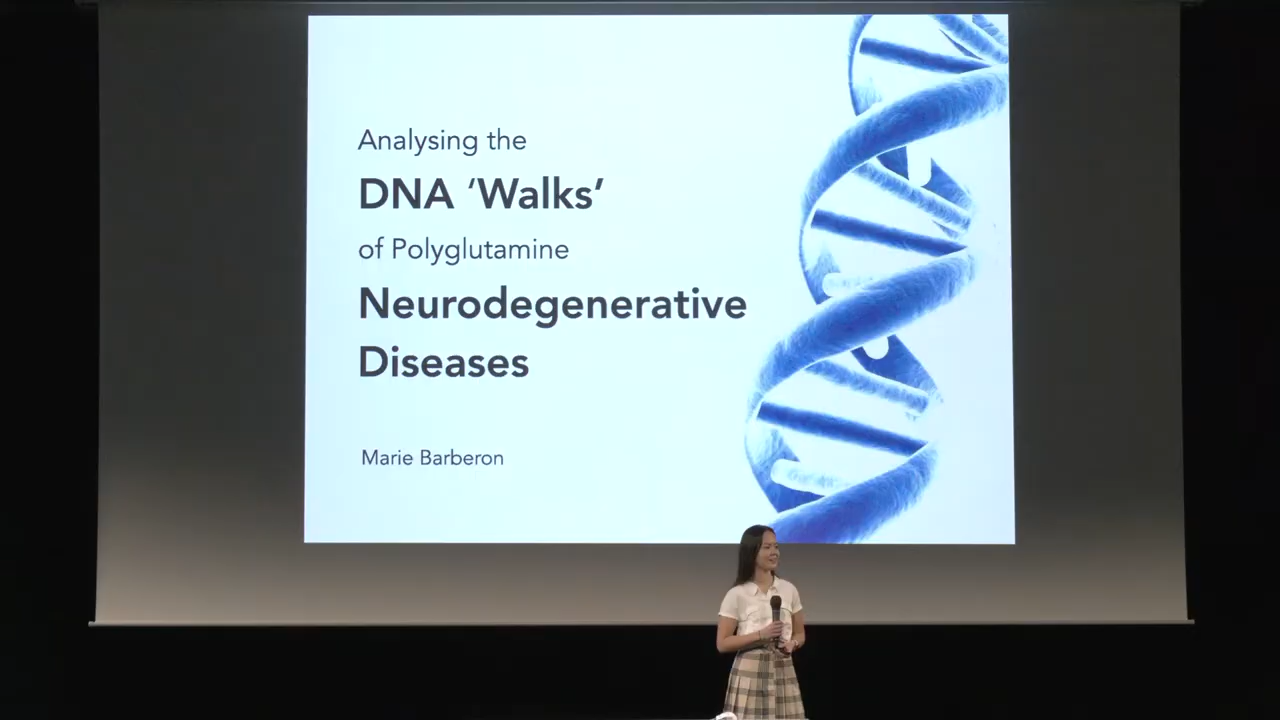 Analysing the
DNA ‘Walks’
of Polyglutamine
Neurodegenerative
Diseases
Marie Barberon